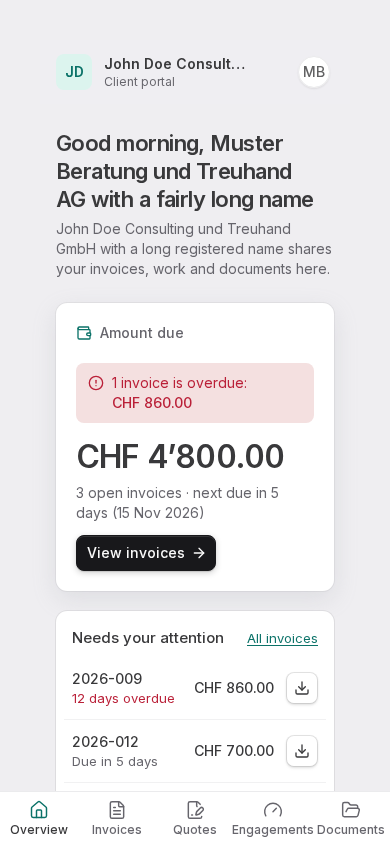 JD
John Doe Consult…
Client portal
MB
Good morning, Muster
Beratung und Treuhand
AG with a fairly long name
John Doe Consulting und Treuhand
GmbH with a long registered name shares
your invoices, work and documents here.
Amount due
1 invoice is overdue:
CHF 860.00
CHF 4’800.00
3 open invoices · next due in 5
days (15 Nov 2026)
View invoices
Needs your attention
All invoices
2026-009
12 days overdue
CHF 860.00
2026-012
Due in 5 days
CHF 700.00
Overview
Invoices
Quotes
Engagements
Documents